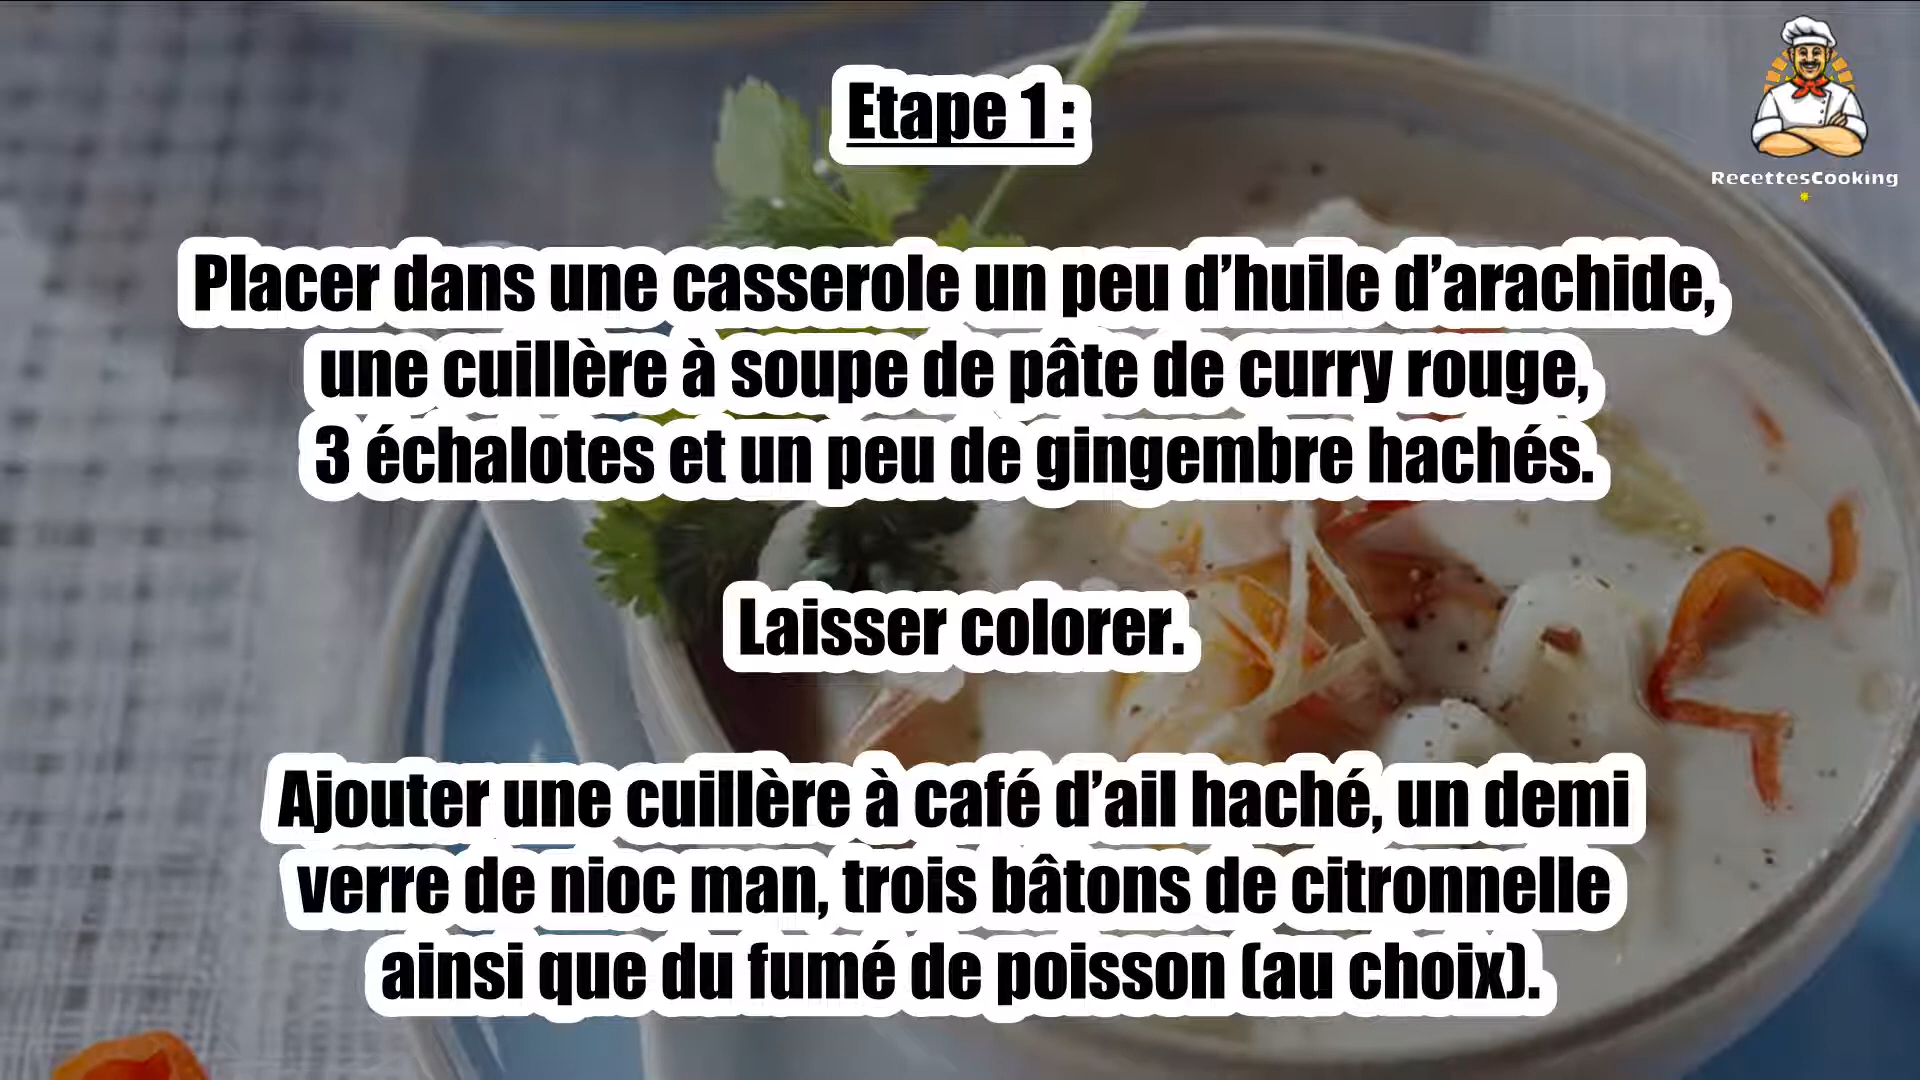 Etape 1 :
RecettesCooking
Placer dans une casserole un peu d’huile d’arachide,
une cuillère à soupe de pâte de curry rouge,
3 échalotes et un peu de gingembre hachés.
Laisser colorer.
Ajouter une cuillère à café d’ail haché, un demi
verre de nioc man, trois bâtons de citronnelle
ainsi que du fumé de poisson (au choix).